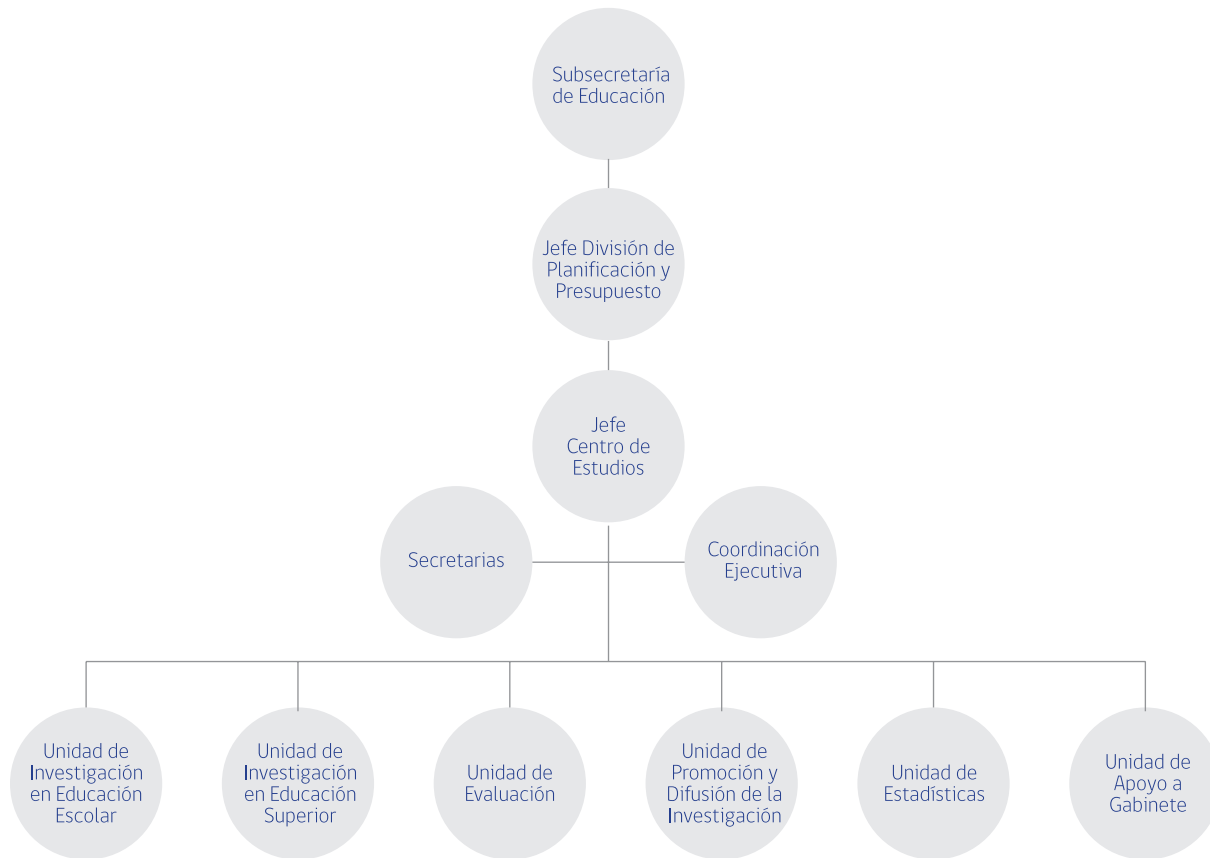 Subsecretaría
de Educación
Jefe División de
Planificación y
Presupuesto
Jefe
Centro de
Estudios
Secretarias
Coordinación
Ejecutiva
Unidad de
Investigación
en Educación
Escolar
Unidad de
Investigación
en Educación
Superior
Unidad de
Evaluación
Unidad de
Promoción y
Difusión de la
Investigación
Unidad de
Estadísticas
Unidad de
Apoyo a
Gabinete